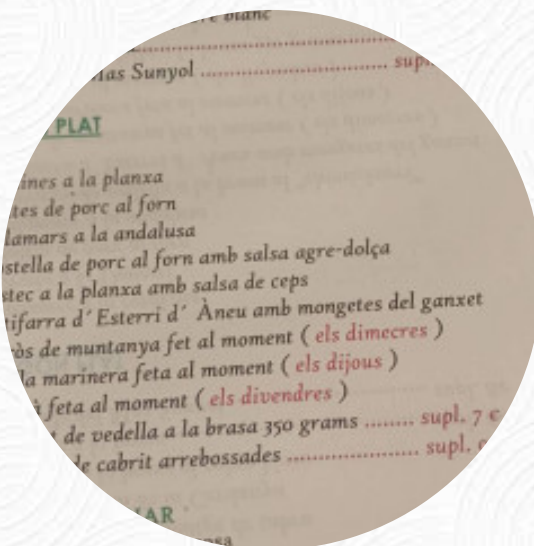 blanc
Mas Sunyol ................................ supl.
PLAT
a la planxa
de porc al forn
a la andalusa
de porc al forn amb salsa agre-dolça
a la planxa amb salsa de ceps
d´ Esterri d´ Àneu amb mongetes del ganxet
de muntanya fet al moment ( els dimecres )
marinera feta al moment ( els dijous )
feta al moment ( els divendres )
de vedella a la brasa 350 grams ........ supl. 7 €
de cabrit arrebossades ..................... supl.